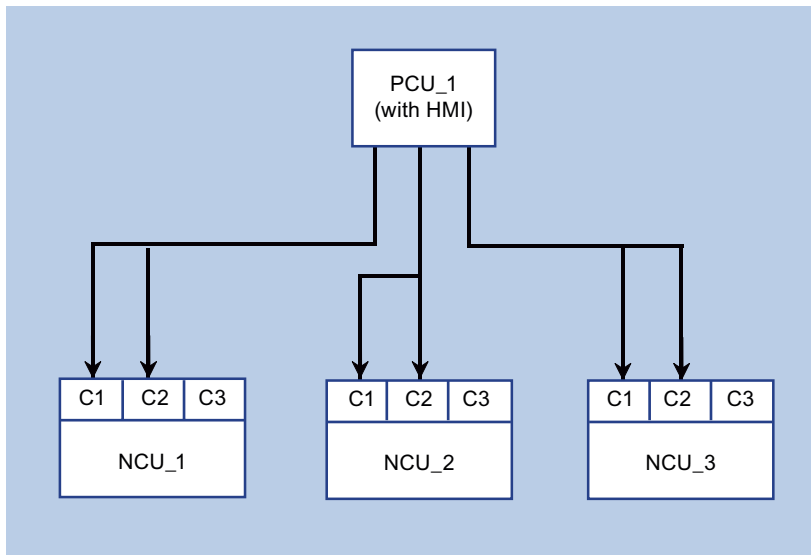 PCU_1
(with HMI)
C1 C2 C3
NCU_1
C1 C2 C3
NCU_2
C1 C2 C3
NCU_3